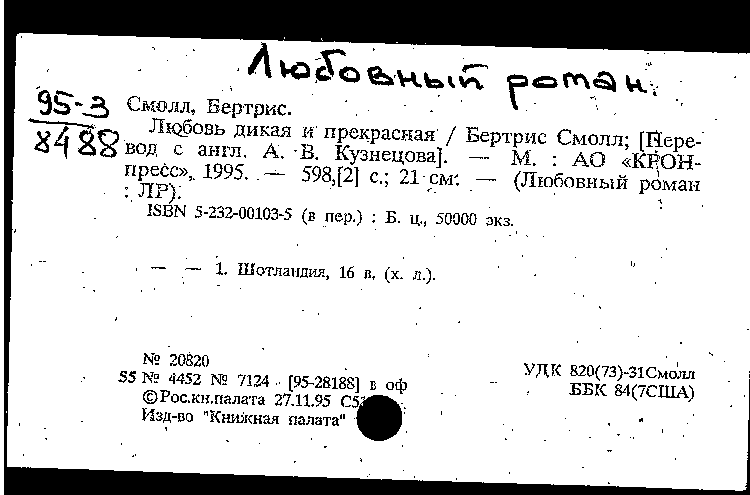 Любовный роман.
95-3
8488
Смолл, Бертрис.
Любовь дикая и прекрасная / Бертрис Смолл; [Пере-
вод с англ. А. В. Кузнецова]. — М. : АО «КРОН-
пресс», 1995. — 598,[2] с.; 21 см. — (Любовный роман
: ЛР).
ISBN 5-232-00103-5 (в пер.) : Б. ц., 50000 экз.
— — 1. Шотландия, 16 в. (х. л.).
№ 20820
55 № 4452 № 7124 [95-28188] в оф
©Рос.кн.палата 27.11.95
Изд-во "Книжная палата"
УДК 820(73)-31Смолл
ББК 84(7США)